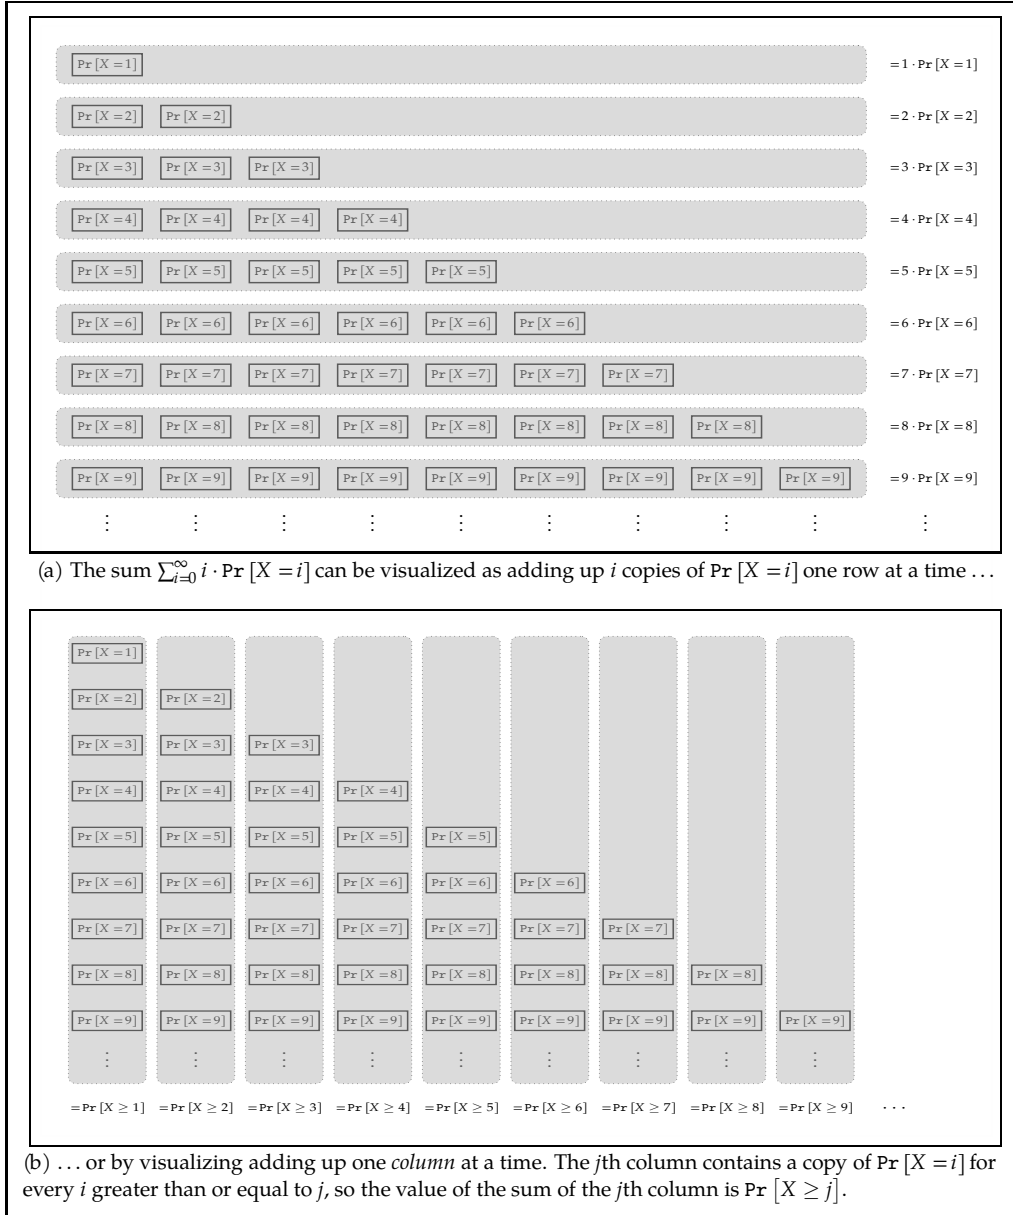 Pr [X = 1] = 1 · Pr [X = 1]
Pr [X = 2] Pr [X = 2] = 2 · Pr [X = 2]
Pr [X = 3] Pr [X = 3] Pr [X = 3] = 3 · Pr [X = 3]
Pr [X = 4] Pr [X = 4] Pr [X = 4] Pr [X = 4] = 4 · Pr [X = 4]
Pr [X = 5] Pr [X = 5] Pr [X = 5] Pr [X = 5] Pr [X = 5] = 5 · Pr [X = 5]
Pr [X = 6] Pr [X = 6] Pr [X = 6] Pr [X = 6] Pr [X = 6] Pr [X = 6] = 6 · Pr [X = 6]
Pr [X = 7] Pr [X = 7] Pr [X = 7] Pr [X = 7] Pr [X = 7] Pr [X = 7] Pr [X = 7] = 7 · Pr [X = 7]
Pr [X = 8] Pr [X = 8] Pr [X = 8] Pr [X = 8] Pr [X = 8] Pr [X = 8] Pr [X = 8] Pr [X = 8] = 8 · Pr [X = 8]
Pr [X = 9] Pr [X = 9] Pr [X = 9] Pr [X = 9] Pr [X = 9] Pr [X = 9] Pr [X = 9] Pr [X = 9] Pr [X = 9] = 9 · Pr [X = 9]
⋮ ⋮ ⋮ ⋮ ⋮ ⋮ ⋮ ⋮ ⋮ ⋮
(a) The sum ∑_{i=0}^{∞} i · Pr [X = i] can be visualized as adding up i copies of Pr [X = i] one row at a time …
Pr [X = 1]
Pr [X = 2] Pr [X = 2]
Pr [X = 3] Pr [X = 3] Pr [X = 3]
Pr [X = 4] Pr [X = 4] Pr [X = 4] Pr [X = 4]
Pr [X = 5] Pr [X = 5] Pr [X = 5] Pr [X = 5] Pr [X = 5]
Pr [X = 6] Pr [X = 6] Pr [X = 6] Pr [X = 6] Pr [X = 6] Pr [X = 6]
Pr [X = 7] Pr [X = 7] Pr [X = 7] Pr [X = 7] Pr [X = 7] Pr [X = 7] Pr [X = 7]
Pr [X = 8] Pr [X = 8] Pr [X = 8] Pr [X = 8] Pr [X = 8] Pr [X = 8] Pr [X = 8] Pr [X = 8]
Pr [X = 9] Pr [X = 9] Pr [X = 9] Pr [X = 9] Pr [X = 9] Pr [X = 9] Pr [X = 9] Pr [X = 9] Pr [X = 9]
⋮ ⋮ ⋮ ⋮ ⋮ ⋮ ⋮ ⋮ ⋮
= Pr [X ≥ 1] = Pr [X ≥ 2] = Pr [X ≥ 3] = Pr [X ≥ 4] = Pr [X ≥ 5] = Pr [X ≥ 6] = Pr [X ≥ 7] = Pr [X ≥ 8] = Pr [X ≥ 9] · · ·
(b) … or by visualizing adding up one column at a time. The jth column contains a copy of Pr [X = i] for
every i greater than or equal to j, so the value of the sum of the jth column is Pr [X ≥ j].